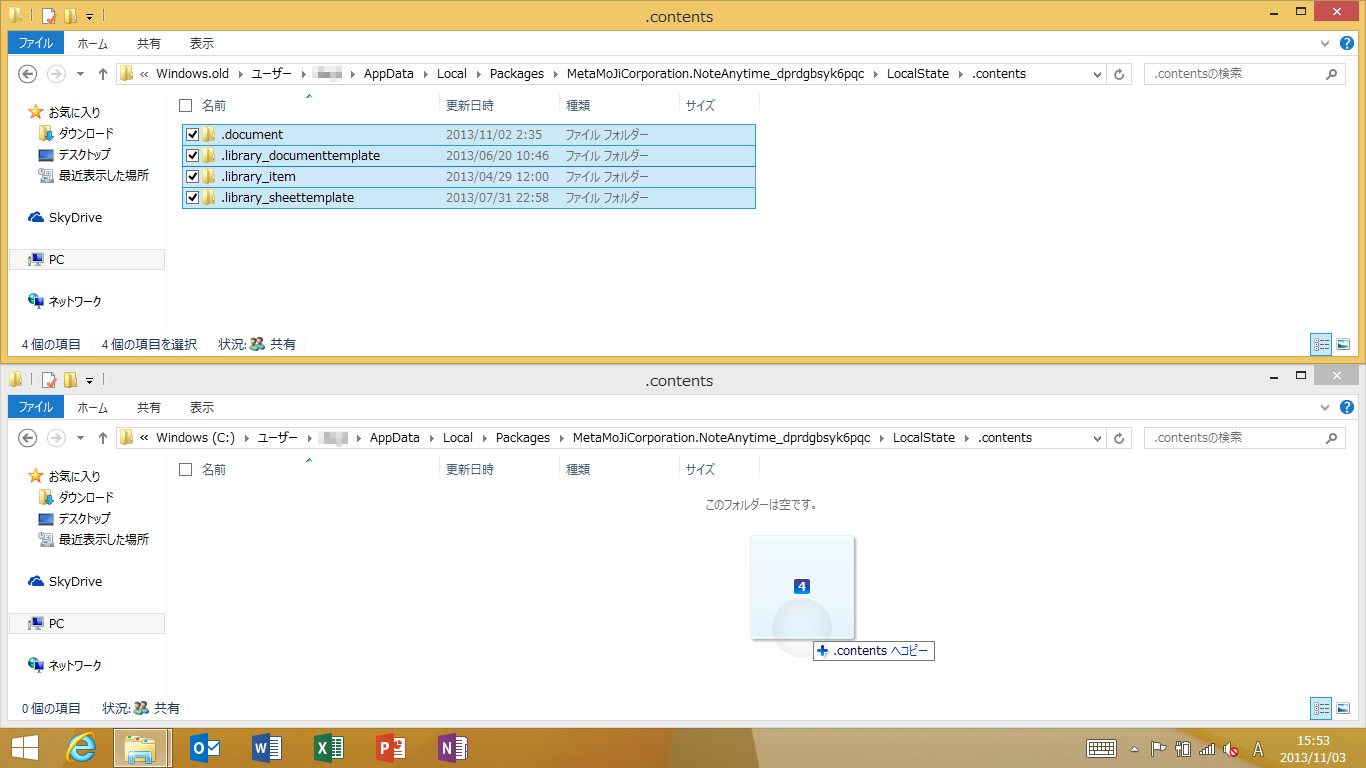 .contents
ファイル ホーム 共有 表示
« Windows.old ユーザー AppData Local Packages MetaMoJiCorporation.NoteAnytime_dprdgbsyk6pqc LocalState .contents .contentsの検索
名前 更新日時 種類 サイズ
お気に入り
ダウンロード
デスクトップ
最近表示した場所
SkyDrive
PC
ネットワーク
.document 2013/11/02 2:35 ファイル フォルダー
.library_documenttemplate 2013/06/20 10:46 ファイル フォルダー
.library_item 2013/04/29 12:00 ファイル フォルダー
.library_sheettemplate 2013/07/31 22:58 ファイル フォルダー
4 個の項目 4 個の項目を選択 状況: 共有
.contents
ファイル ホーム 共有 表示
« Windows (C:) ユーザー AppData Local Packages MetaMoJiCorporation.NoteAnytime_dprdgbsyk6pqc LocalState .contents .contentsの検索
名前 更新日時 種類 サイズ
お気に入り
ダウンロード
デスクトップ
最近表示した場所
SkyDrive
PC
ネットワーク
このフォルダーは空です。
4
.contents へコピー
0 個の項目 状況: 共有
A 15:53
2013/11/03